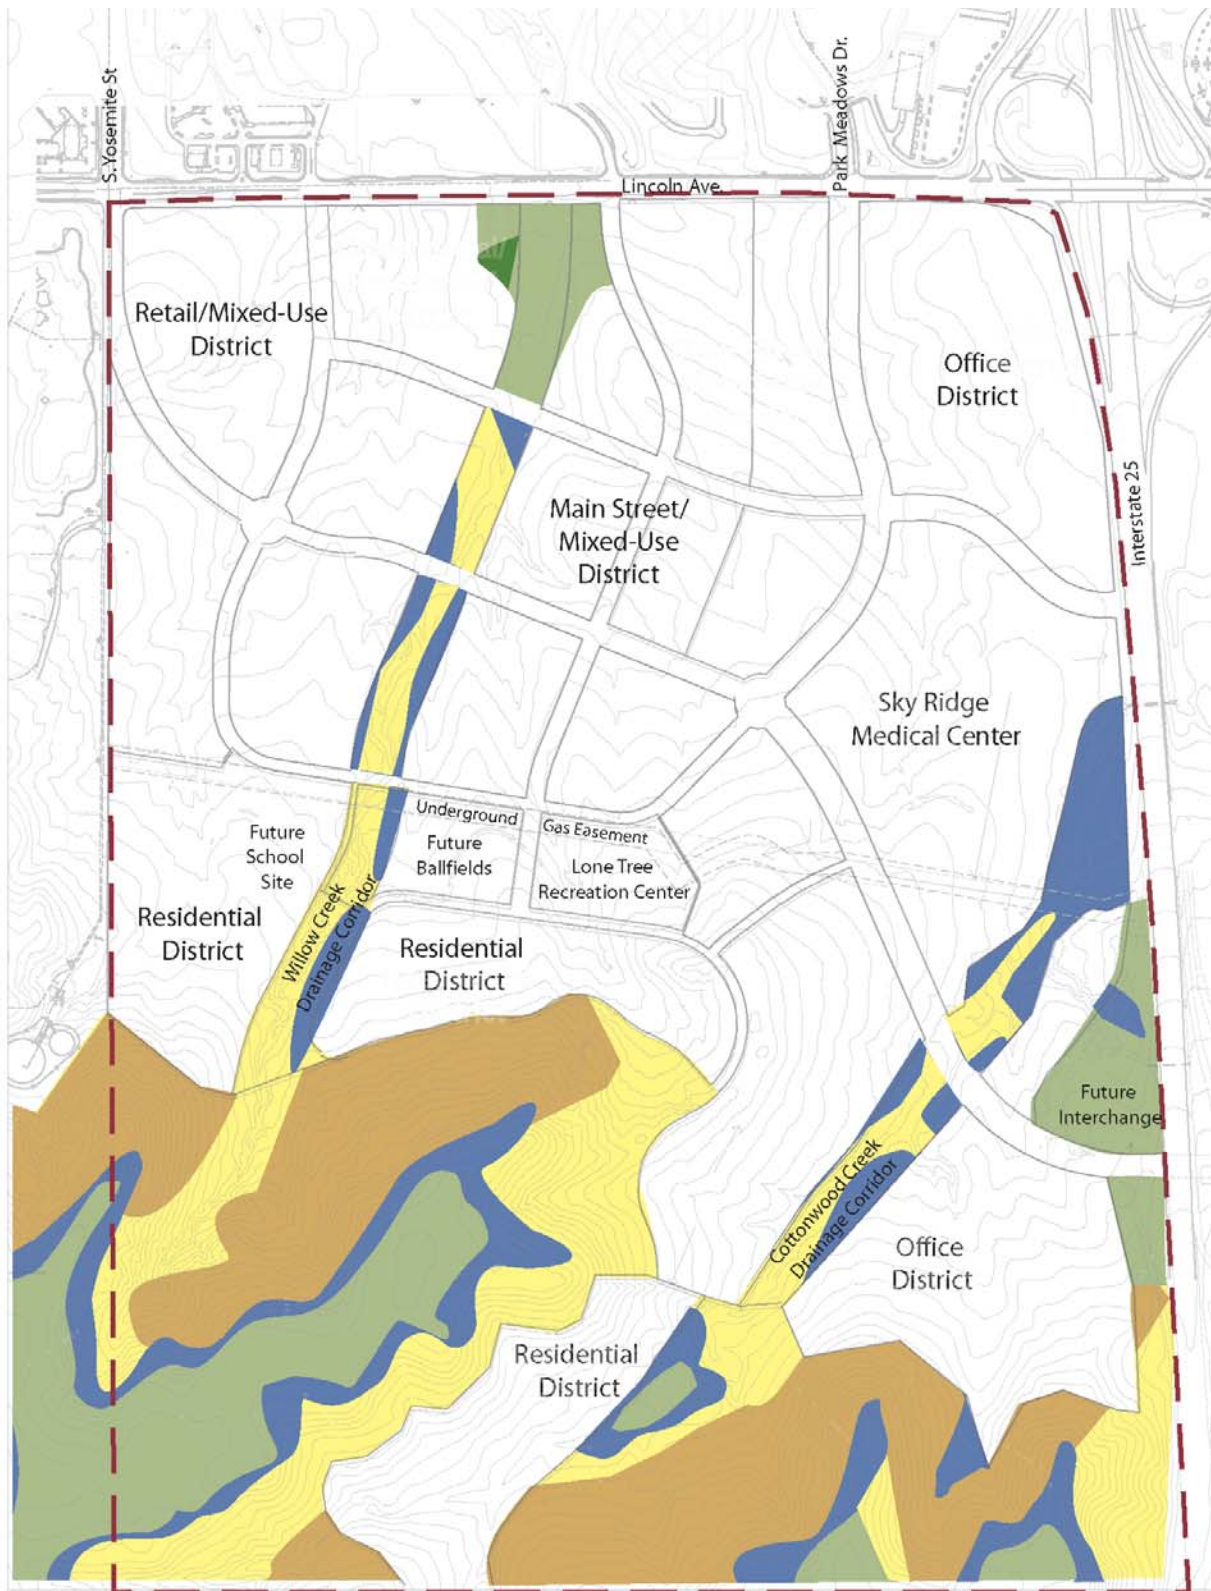 S. Yosemite St
Park Meadows Dr.
Lincoln Ave.
Retail/Mixed-Use
District
Office
District
Interstate 25
Main Street/
Mixed-Use
District
Sky Ridge
Medical Center
Underground
Gas Easement
Future
School
Site
Future
Ballfields
Lone Tree
Recreation Center
Residential
District
Willow Creek
Drainage Corridor
Residential
District
Future
Interchange
Cottonwood Creek
Drainage Corridor
Office
District
Residential
District